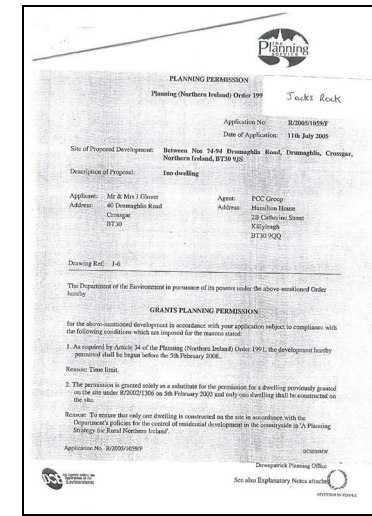 the
Planning
service
PLANNING PERMISSION
Planning (Northern Ireland) Order 199
Jacks Rock
Application No: R/2005/1059/F
Date of Application: 11th July 2005
Site of Proposed Development: Between Nos 74-94 Drumaghlis Road, Drumaghlis, Crossgar,
Northern Ireland, BT30 9JS
Description of Proposal: 1no dwelling
Applicant: Mr & Mrs J Glover
Address: 40 Drumaghlis Road
Crossgar
BT30
Agent: PCC Group
Address: Hamilton House
2B Catherine Street
Killyleagh
BT30 9QQ
Drawing Ref: J-6
The Department of the Environment in pursuance of its powers under the above-mentioned Order
hereby
GRANTS PLANNING PERMISSION
for the above-mentioned development in accordance with your application subject to compliance with
the following conditions which are imposed for the reasons stated:
1. As required by Article 34 of the Planning (Northern Ireland) Order 1991, the development hereby
permitted shall be begun before the 5th February 2008..
Reason: Time limit.
2. The permission is granted solely as a substitute for the permission for a dwelling previously granted
on the site under R/2002/1306 on 5th February 2003 and only one dwelling shall be constructed on
the site.
Reason: To ensure that only one dwelling is constructed on the site in accordance with the
Department's policies for the control of residential development in the countryside in 'A Planning
Strategy for Rural Northern Ireland'.
Application No. R/2005/1059/F
Downpatrick Planning Office
See also Explanatory Notes attached
An Agency within the
Department of the
Environment
INVESTOR IN PEOPLE